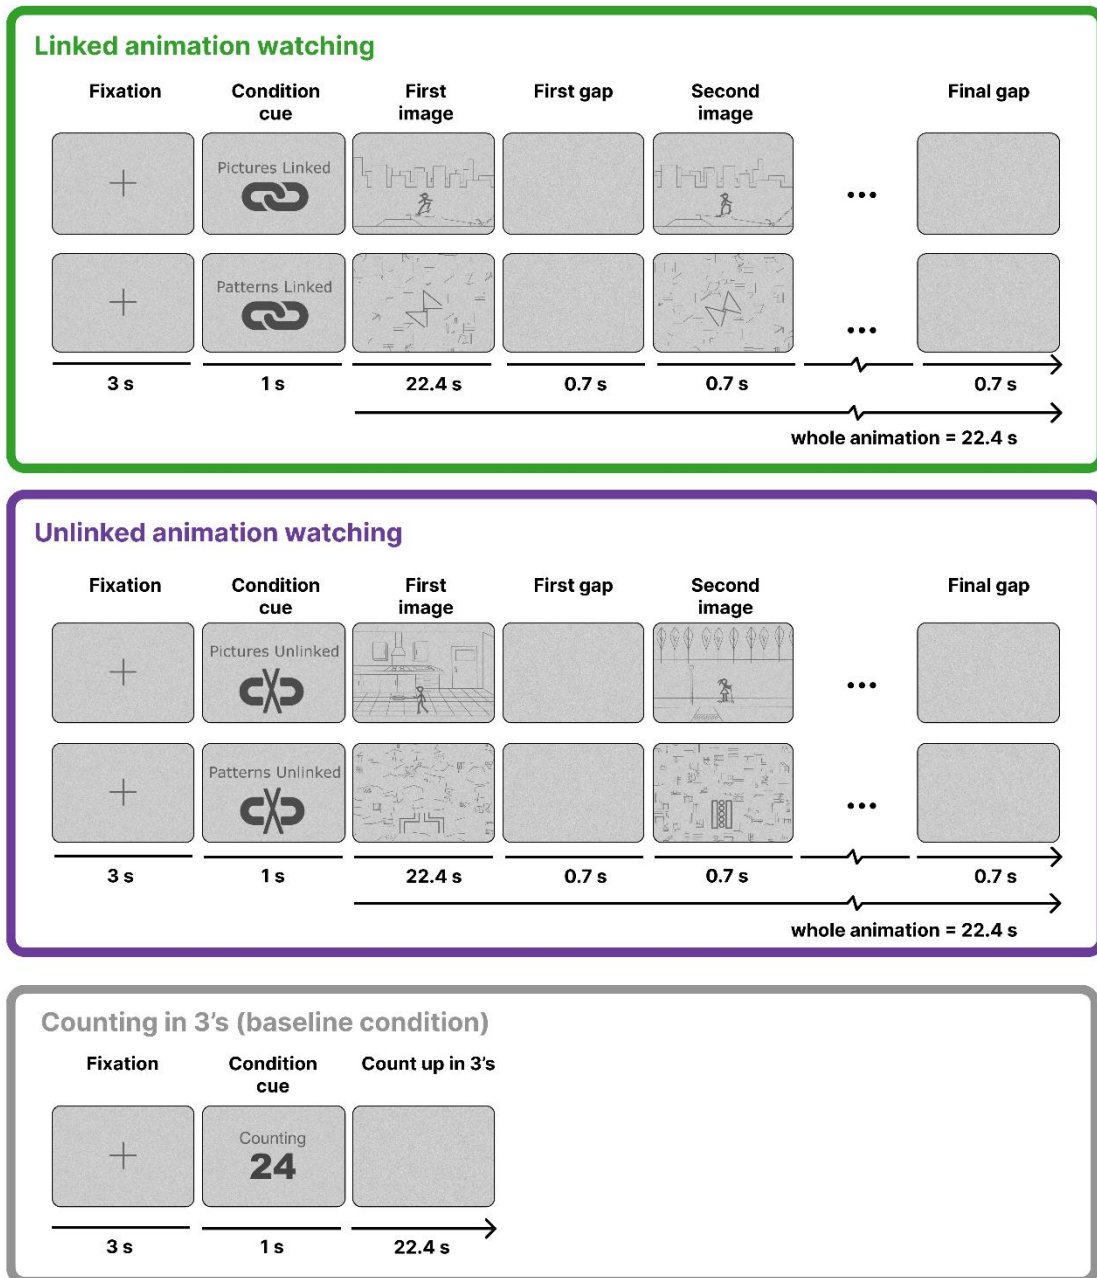 Linked animation watching
Fixation Condition First First gap Second Final gap
cue image image
Pictures Linked
...
Patterns Linked
...
3 s 1 s 22.4 s 0.7 s 0.7 s 0.7 s
whole animation = 22.4 s
Unlinked animation watching
Fixation Condition First First gap Second Final gap
cue image image
Pictures Unlinked
...
Patterns Unlinked
...
3 s 1 s 22.4 s 0.7 s 0.7 s 0.7 s
whole animation = 22.4 s
Counting in 3’s (baseline condition)
Fixation Condition Count up in 3’s
cue
Counting
24
3 s 1 s 22.4 s